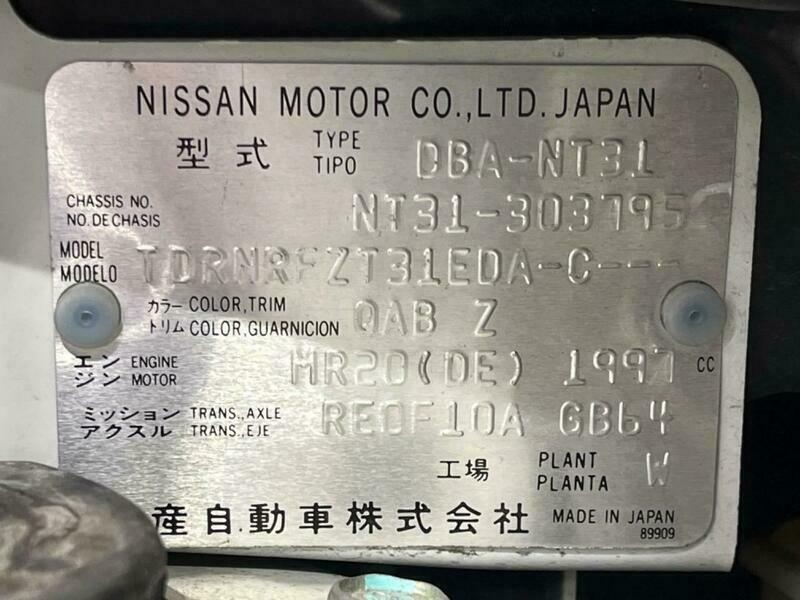 NISSAN MOTOR CO.,LTD. JAPAN
型式 TYPE TIPO DBA-NT31
CHASSIS NO. NO. DE CHASIS NT31-303795
MODEL MODELO TDRNRFZT31EDA-C---
カラー COLOR, TRIM トリム COLOR, GUARNICION QAB Z
エンジン ENGINE MOTOR MR20(DE) 1997 CC
ミッション TRANS., AXLE アクスル TRANS., EJE RE0F10A GB64
工場 PLANT PLANTA W
産自動車株式会社 MADE IN JAPAN
89909